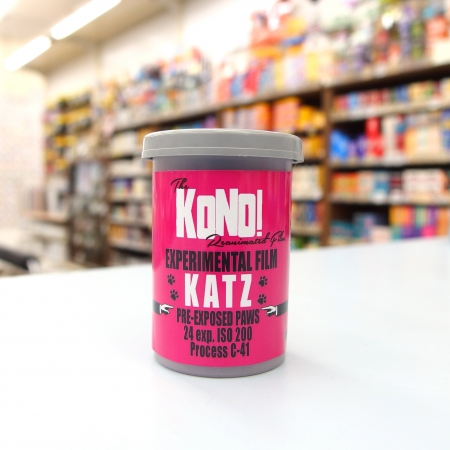 The
KONO!
Reanimated Film
EXPERIMENTAL FILM
KATZ
PRE-EXPOSED PAWS
24 exp. ISO 200
Process C-41